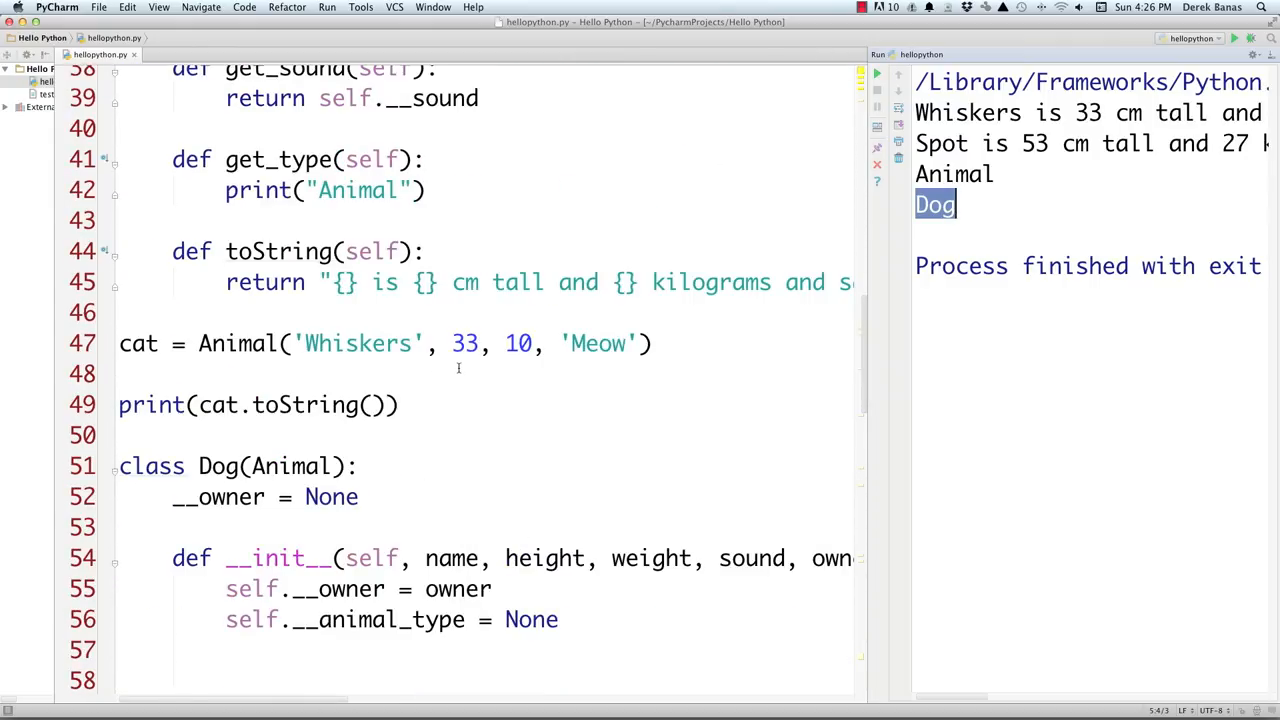 PyCharm File Edit View Navigate Code Refactor Tools VCS Window Help 10 8 Sun 4:26 PM Derek Banas
hellopython.py - Hello Python - [~/PycharmProjects/Hello Python]
Hello Python hellopython.py hellopython
hellopython.py Run hellopython
Hello P
hell
test
Externa
38 def get_sound(self):
39 return self.__sound
40
41 def get_type(self):
42 print("Animal")
43
44 def toString(self):
45 return "{} is {} cm tall and {} kilograms and s
46
47 cat = Animal('Whiskers', 33, 10, 'Meow')
48
49 print(cat.toString())
50
51 class Dog(Animal):
52 __owner = None
53
54 def __init__(self, name, height, weight, sound, own
55 self.__owner = owner
56 self.__animal_type = None
57
58
/Library/Frameworks/Python.
Whiskers is 33 cm tall and
Spot is 53 cm tall and 27 k
Animal
Dog
Process finished with exit
54:4/3 LF UTF-8